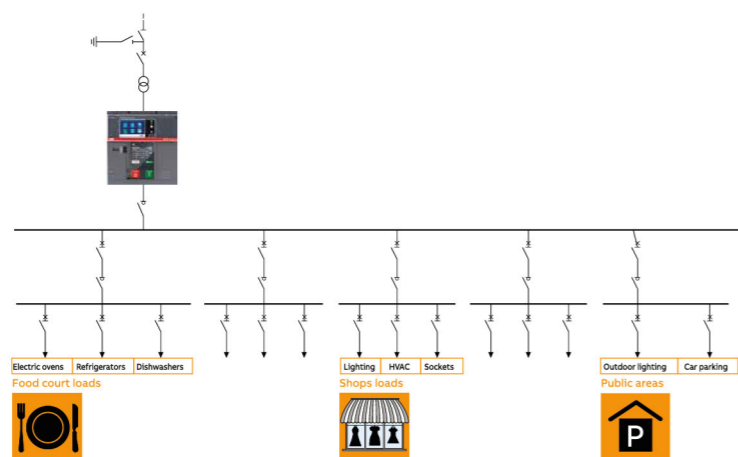 Electric ovens Refrigerators Dishwashers
Food court loads
Lighting HVAC Sockets
Shops loads
Outdoor lighting Car parking
Public areas
P